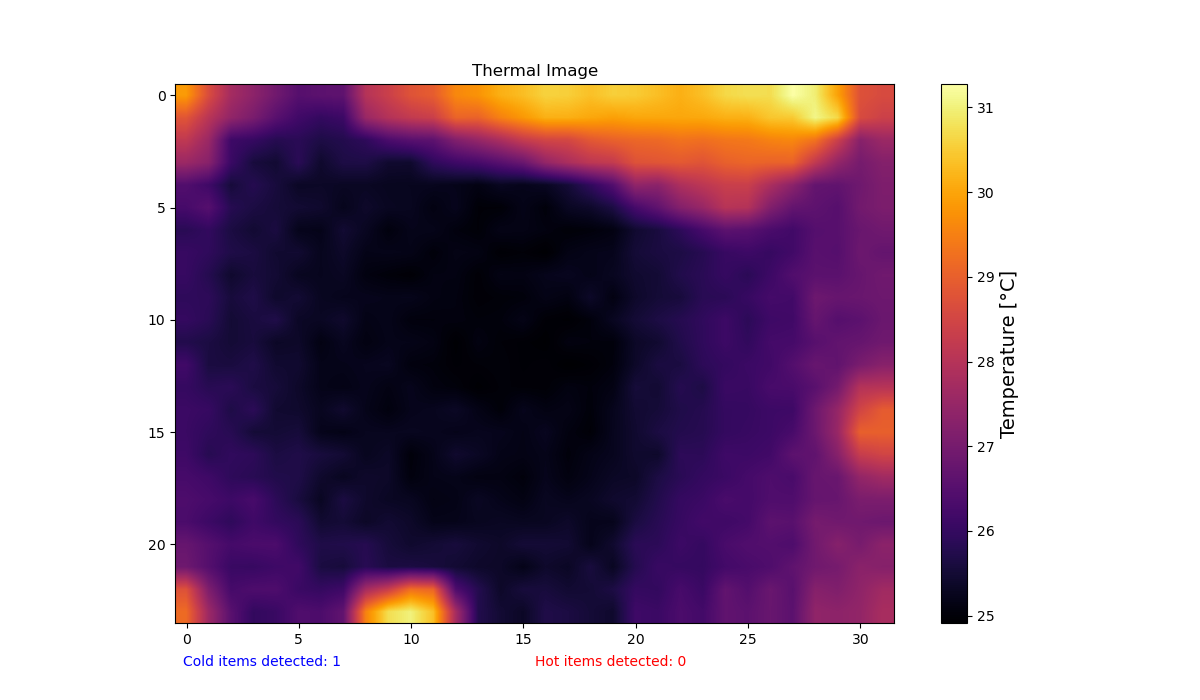 Thermal Image
0
5
10
15
20
0 5 10 15 20 25 30
31
30
29
28
27
26
25
Temperature [°C]
Cold items detected: 1
Hot items detected: 0